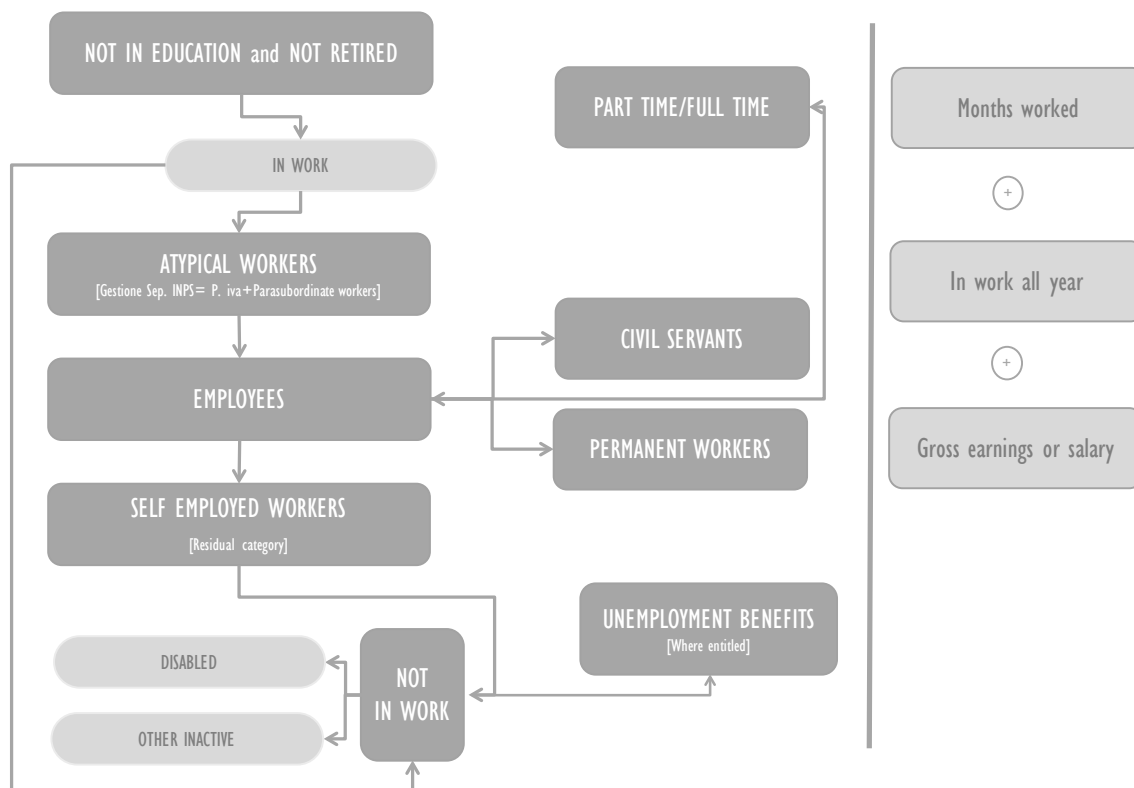 NOT IN EDUCATION and NOT RETIRED
IN WORK
ATYPICAL WORKERS
[Gestione Sep. INPS= P. iva+Parasubordinate workers]
EMPLOYEES
SELF EMPLOYED WORKERS
[Residual category]
DISABLED
OTHER INACTIVE
NOT
IN WORK
PART TIME/FULL TIME
CIVIL SERVANTS
PERMANENT WORKERS
UNEMPLOYMENT BENEFITS
[Where entitled]
Months worked
+
In work all year
+
Gross earnings or salary